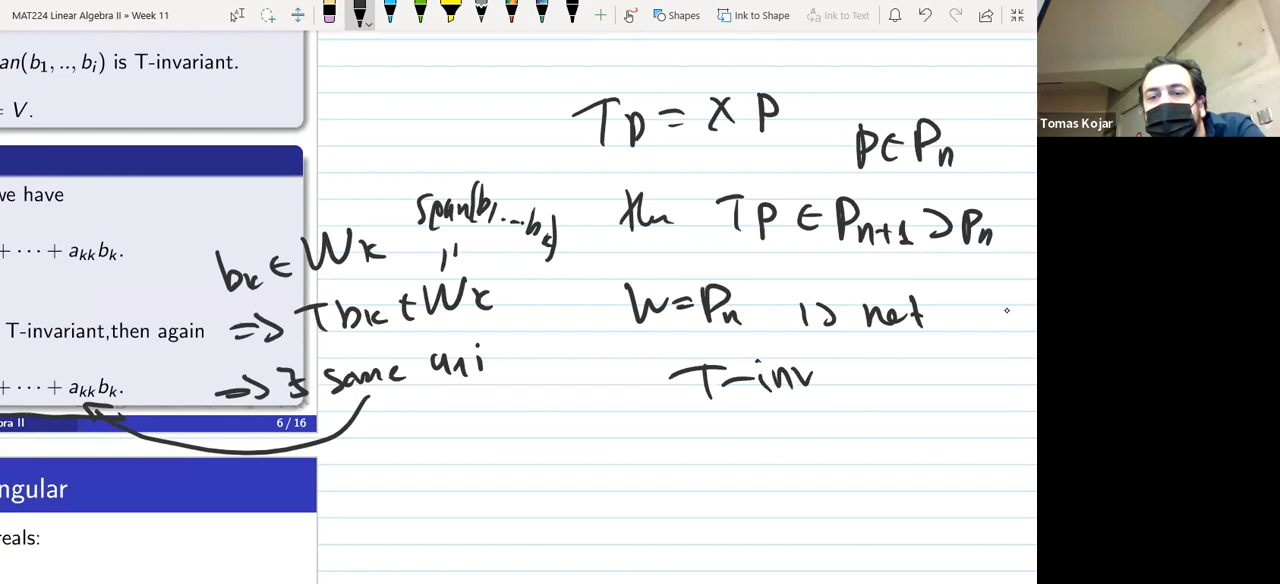 MAT224 Linear Algebra II » Week 11
Shapes
Ink to Shape
Ink to Text
an(b1,..,bi) is T-invariant.
= V.
we have
+ ··· + akkbk.
T-invariant,then again
+ ··· + akkbk.
bra II
6 / 16
ngular
reals:
bk ∈ Wk
span{b1...bk}
=> Tbk ∈ Wk
=> ∃ some
Tp = x p
p ∈ Pn
then Tp ∈ Pn+1 ⊃ Pn
W = Pn is not
T-inv
Tomas Kojar